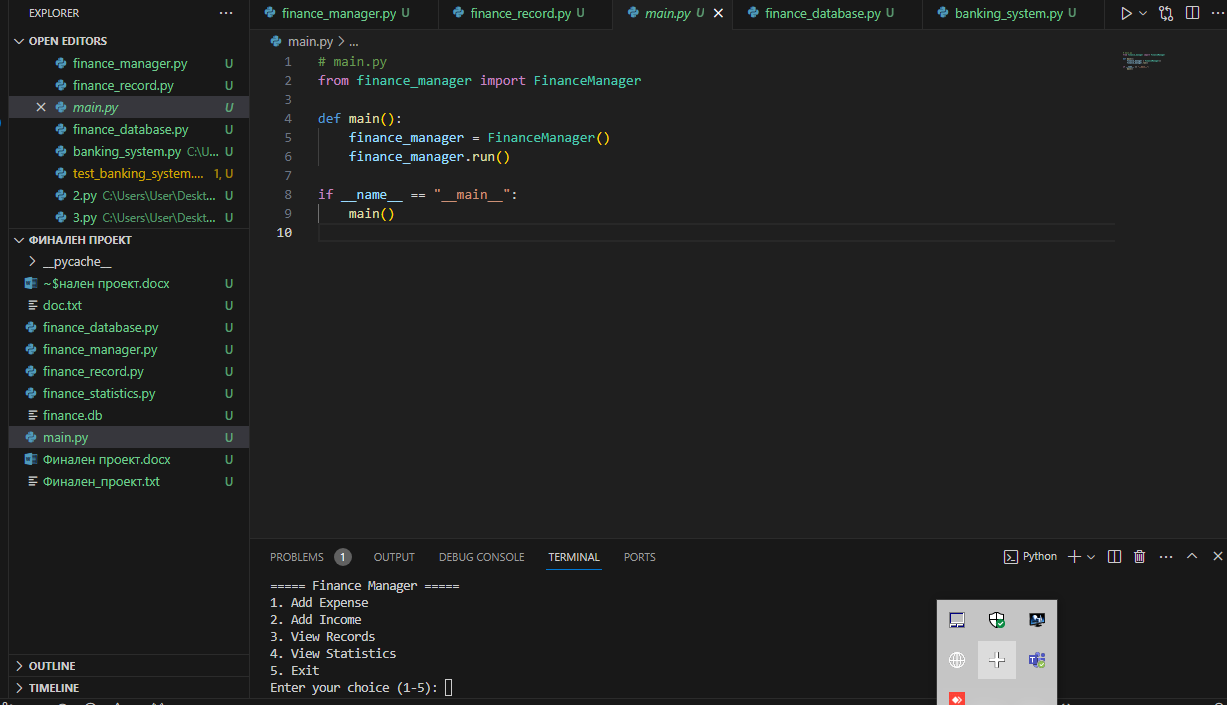 EXPLORER
OPEN EDITORS
finance_manager.py U
finance_record.py U
main.py U
finance_database.py U
banking_system.py C:\U... U
test_banking_system.... 1, U
2.py C:\Users\User\Deskt... U
3.py C:\Users\User\Deskt... U
ФИНАЛЕН ПРОЕКТ
__pycache__
~$нален проект.docx U
doc.txt U
finance_database.py U
finance_manager.py U
finance_record.py U
finance_statistics.py U
finance.db U
main.py U
Финален проект.docx U
Финален_проект.txt U
OUTLINE
TIMELINE
finance_manager.py U
finance_record.py U
main.py U
finance_database.py U
banking_system.py U
main.py > ...
1 # main.py
2 from finance_manager import FinanceManager
3
4 def main():
5 finance_manager = FinanceManager()
6 finance_manager.run()
7
8 if __name__ == "__main__":
9 main()
10
PROBLEMS 1 OUTPUT DEBUG CONSOLE TERMINAL PORTS
Python
===== Finance Manager =====
1. Add Expense
2. Add Income
3. View Records
4. View Statistics
5. Exit
Enter your choice (1-5):